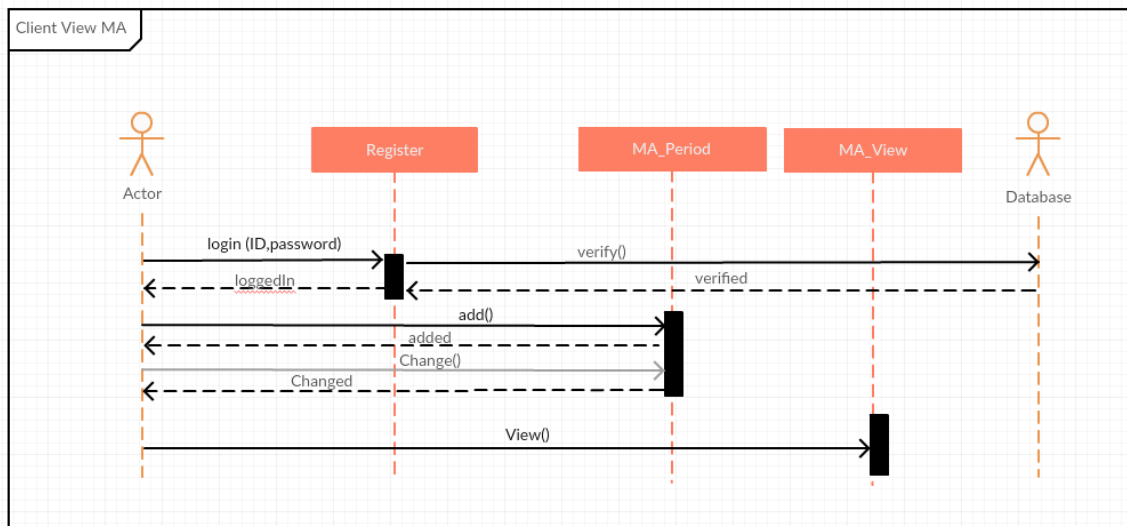 Client View MA
Register
MA_Period
MA_View
Actor
Database
login (ID,password)
verify()
loggedIn
verified
add()
added
Change()
Changed
View()